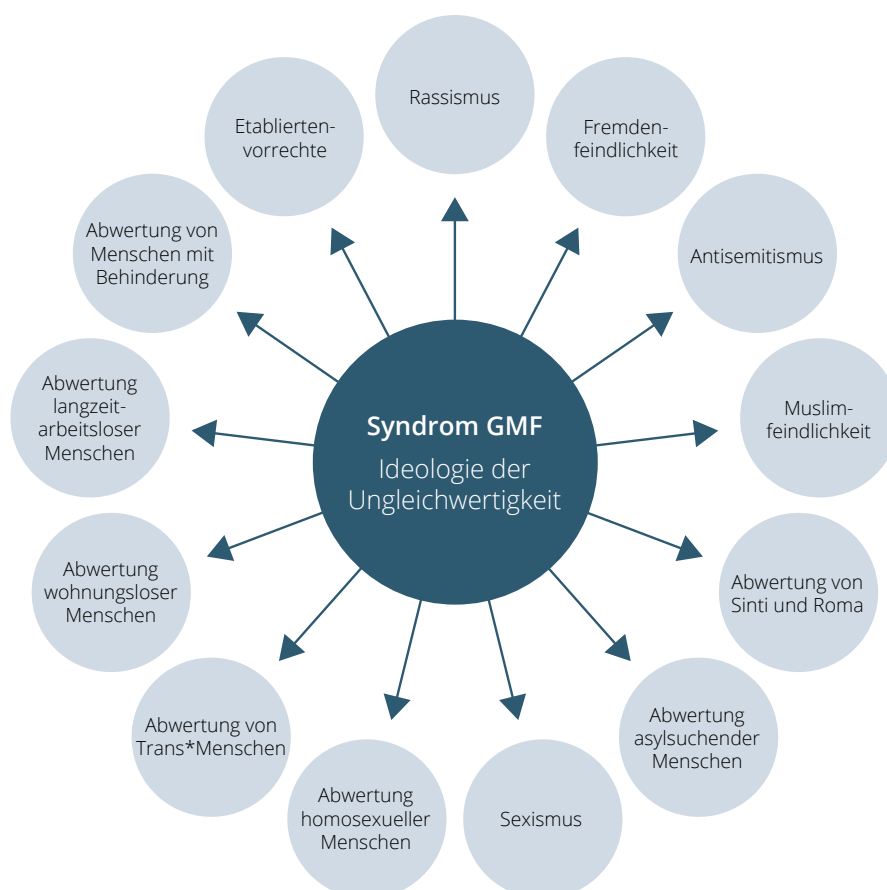 Rassismus
Fremden-
feindlichkeit
Antisemitismus
Muslim-
feindlichkeit
Abwertung von
Sinti und Roma
Abwertung
asylsuchender
Menschen
Sexismus
Abwertung
homosexueller
Menschen
Abwertung von
Trans*Menschen
Abwertung
wohnungsloser
Menschen
Abwertung
langzeit-
arbeitsloser
Menschen
Abwertung von
Menschen mit
Behinderung
Etablierten-
vorrechte
Syndrom GMF
Ideologie der
Ungleichwertigkeit